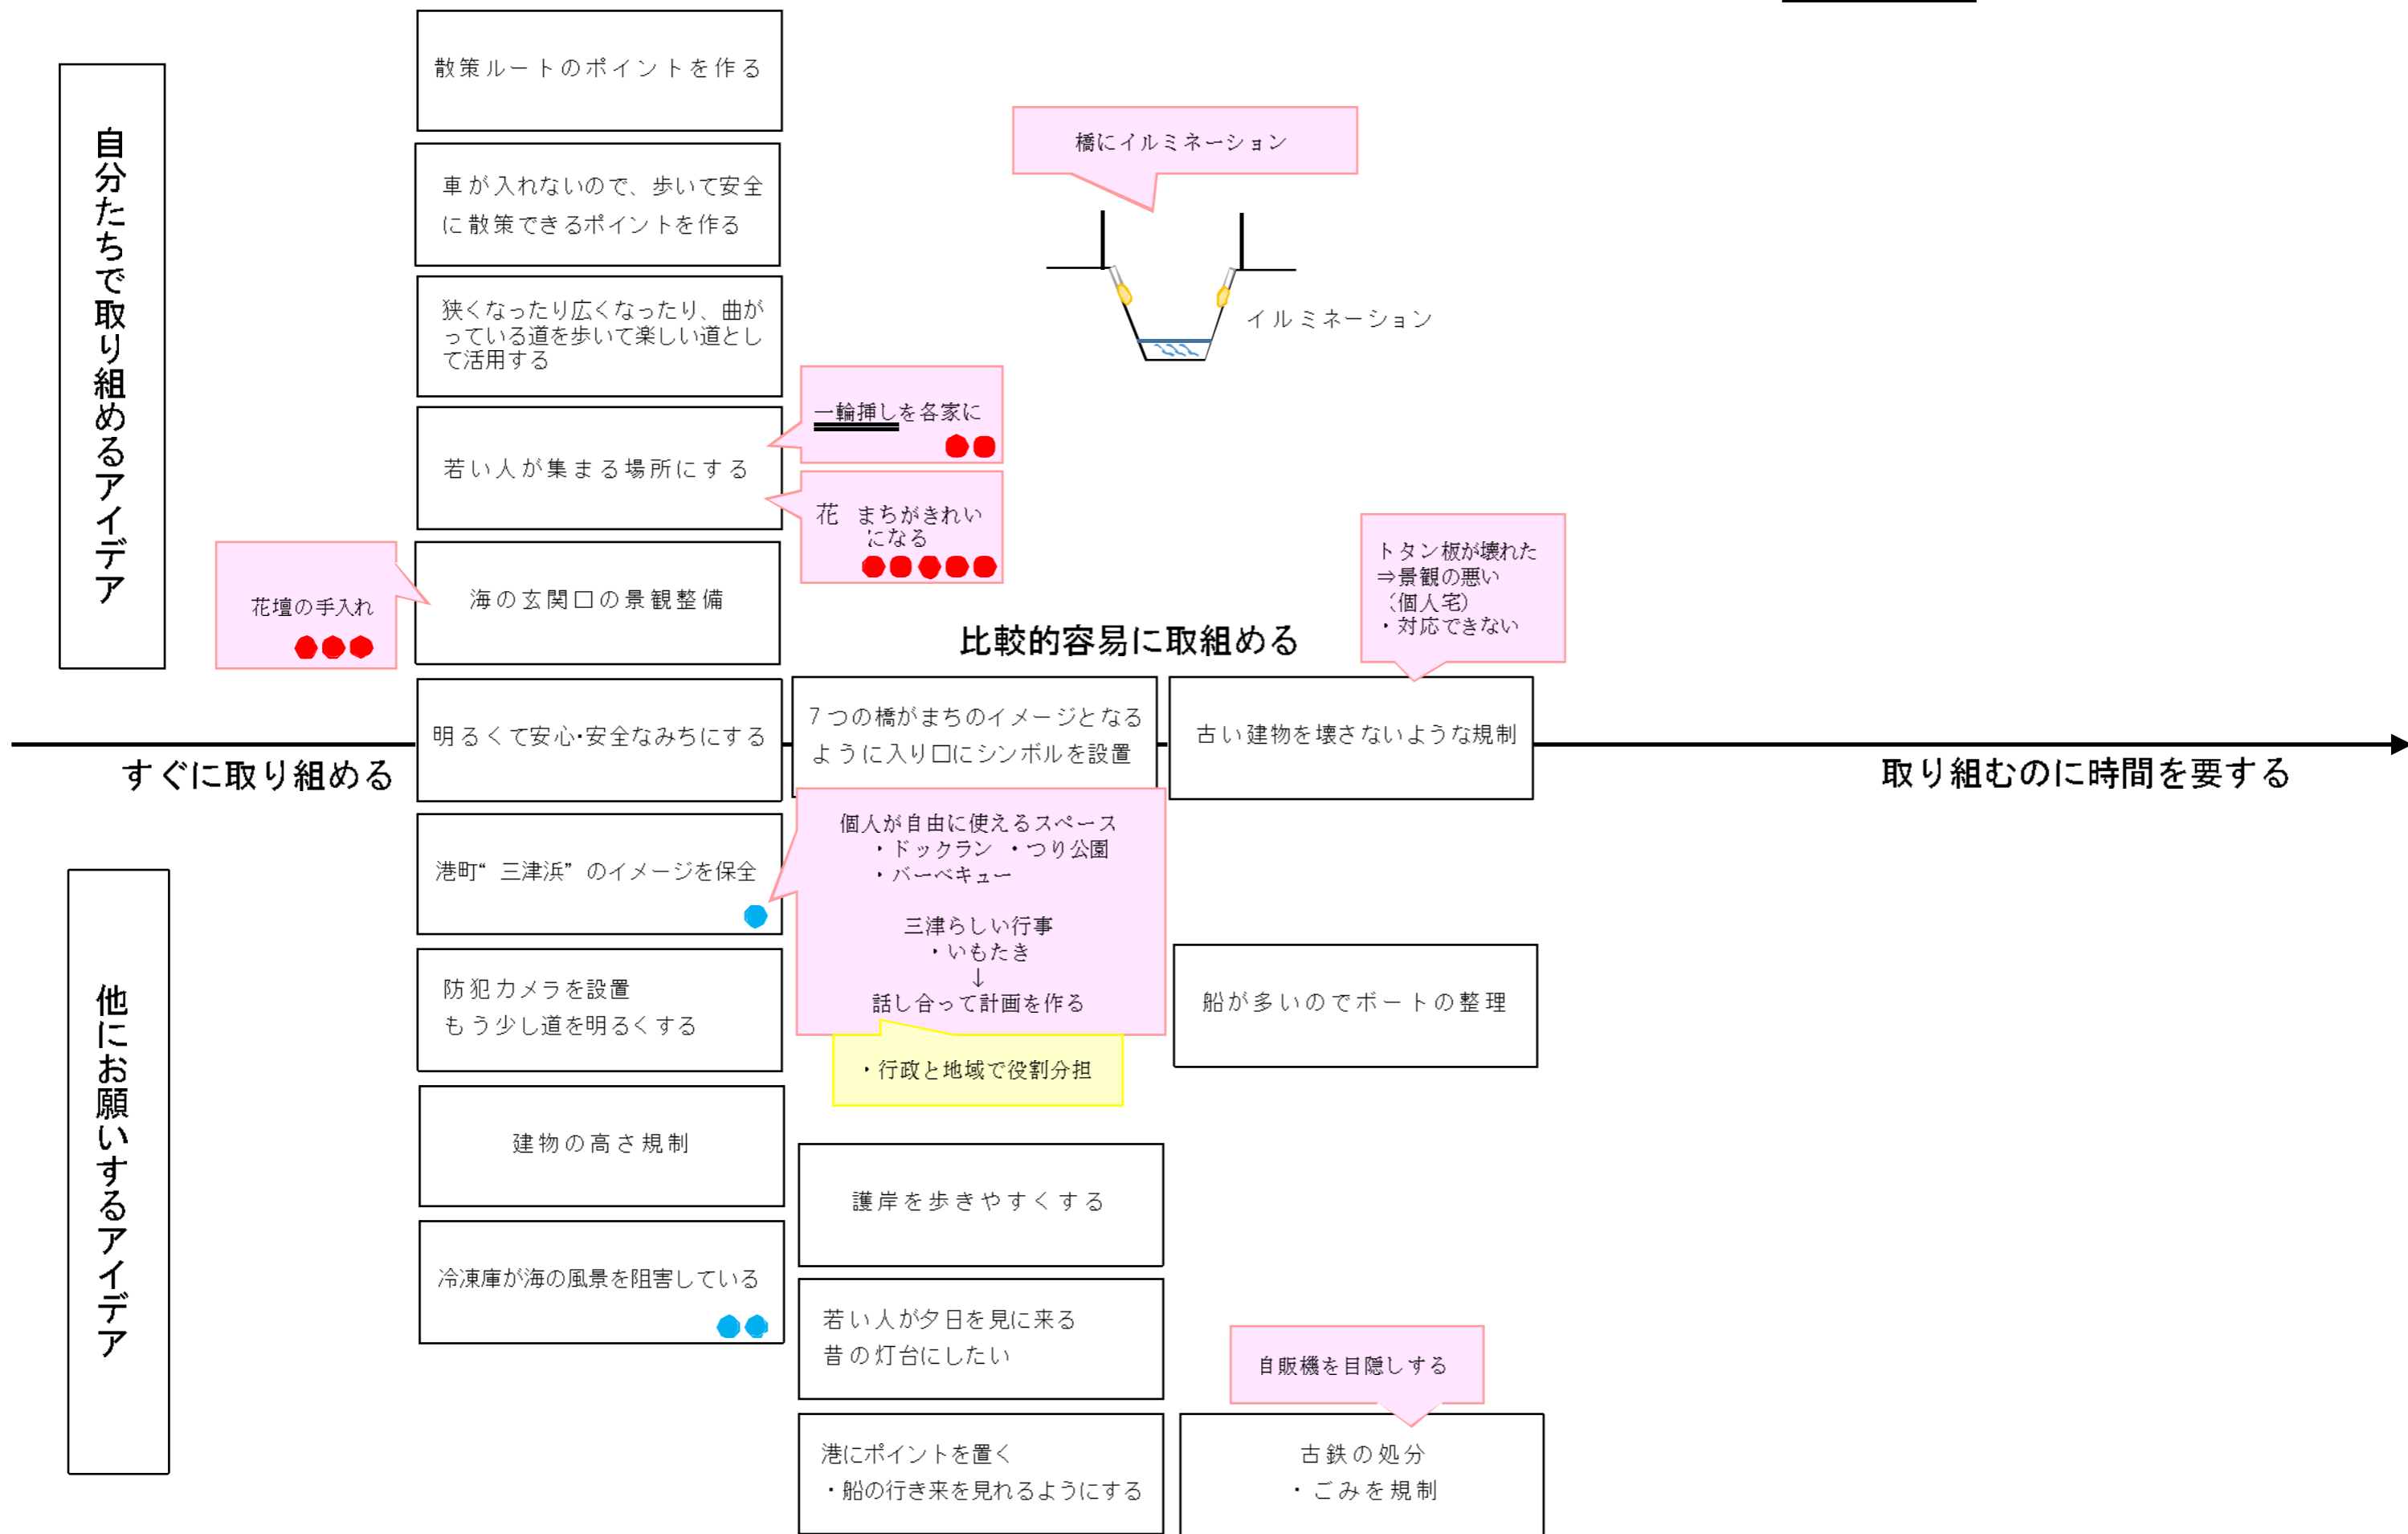 自分たちで取り組めるアイデア
散策ルートのポイントを作る
車が入れないので、歩いて安全
に散策できるポイントを作る
狭くなったり広くなったり、曲が
っている道を歩いて楽しい道とし
て活用する
若い人が集まる場所にする
一輪挿しを各家に
花 まちがきれい
になる
橋にイルミネーション
イルミネーション
花壇の手入れ
海の玄関口の景観整備
比較的容易に取組める
トタン板が壊れた
⇒景観の悪い
(個人宅)
・対応できない
明るくて安心・安全なみちにする
7つの橋がまちのイメージとなる
ように入り口にシンボルを設置
古い建物を壊さないような規制
すぐに取り組める
取り組むのに時間を要する
他にお願いするアイデア
港町“三津浜”のイメージを保全
個人が自由に使えるスペース
・ドックラン ・つり公園
・バーベキュー
三津らしい行事
・いもたき
↓
話し合って計画を作る
・行政と地域で役割分担
防犯カメラを設置
もう少し道を明るくする
船が多いのでボートの整理
建物の高さ規制
護岸を歩きやすくする
冷凍庫が海の風景を阻害している
若い人が夕日を見に来る
昔の灯台にしたい
自販機を目隠しする
港にポイントを置く
・船の行き来を見れるようにする
古鉄の処分
・ごみを規制